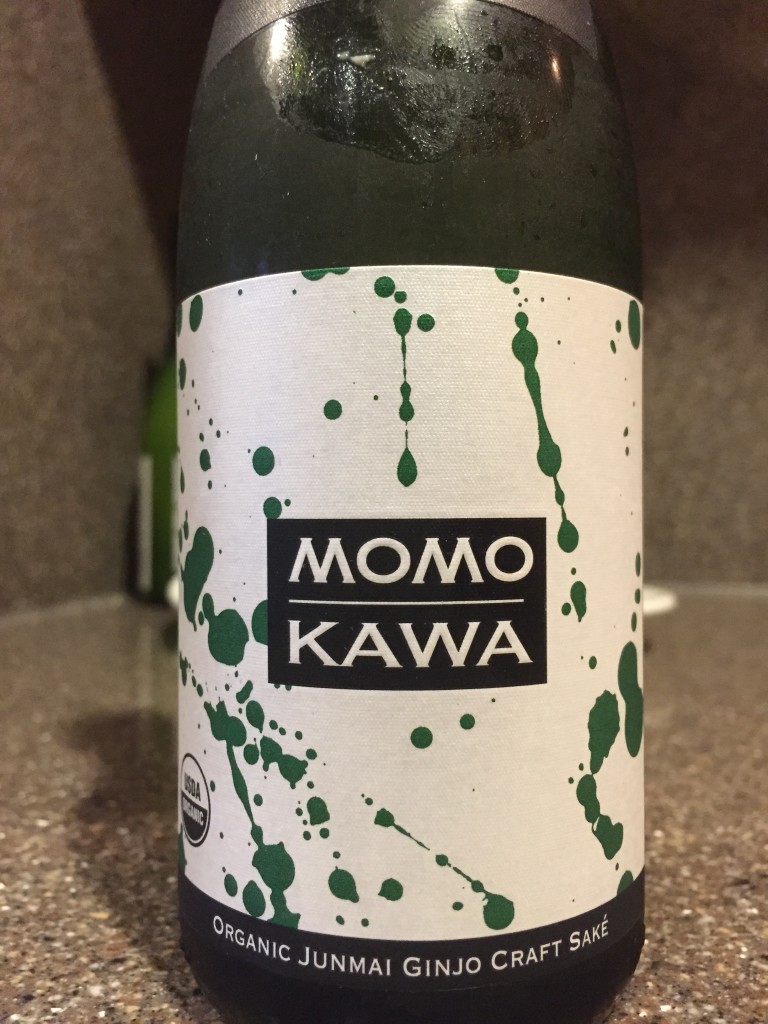 MOMO
KAWA
USDA
ORGANIC
ORGANIC JUNMAI GINJO CRAFT SAKÉ